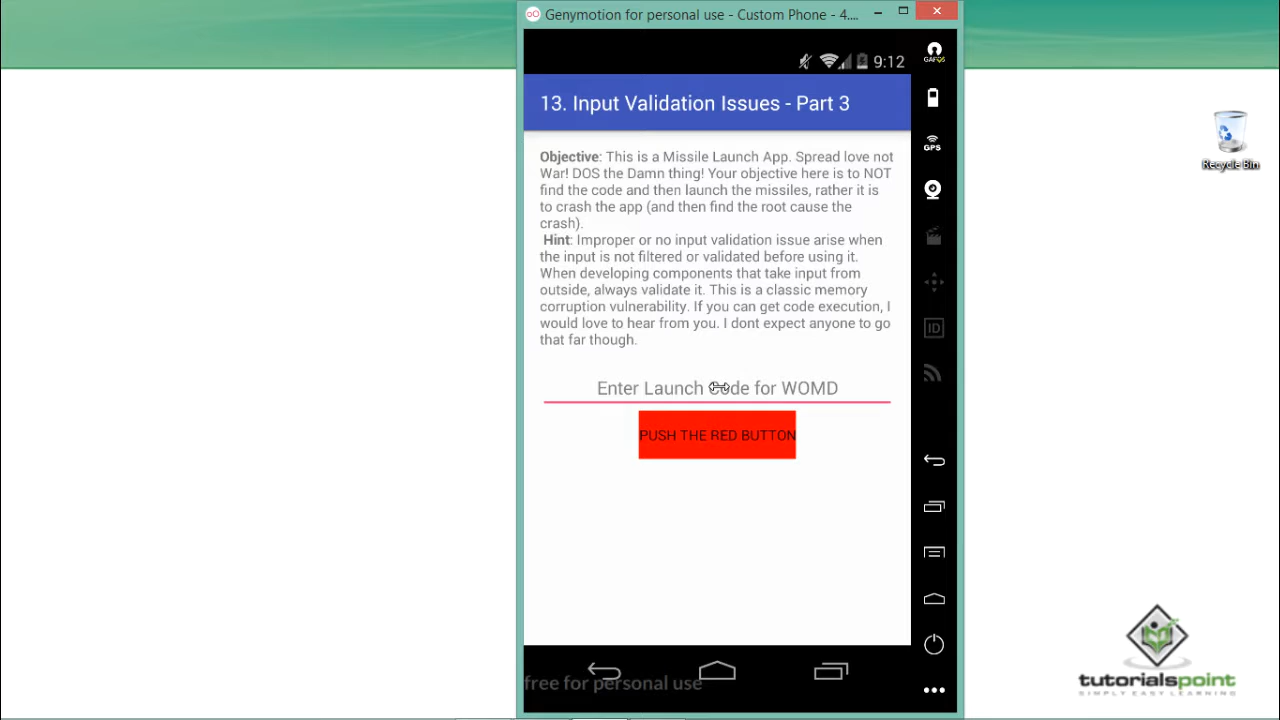 Genymotion for personal use - Custom Phone - 4....
9:12
GAPPS
13. Input Validation Issues - Part 3
GPS
Objective: This is a Missile Launch App. Spread love not
War! DOS the Damn thing! Your objective here is to NOT
find the code and then launch the missiles, rather it is
to crash the app (and then find the root cause the
crash).
Hint: Improper or no input validation issue arise when
the input is not filtered or validated before using it.
When developing components that take input from
outside, always validate it. This is a classic memory
corruption vulnerability. If you can get code execution, I
would love to hear from you. I dont expect anyone to go
that far though.
ID
Enter Launch Code for WOMD
PUSH THE RED BUTTON
free for personal use
Recycle Bin
tutorialspoint
SIMPLY EASY LEARNING